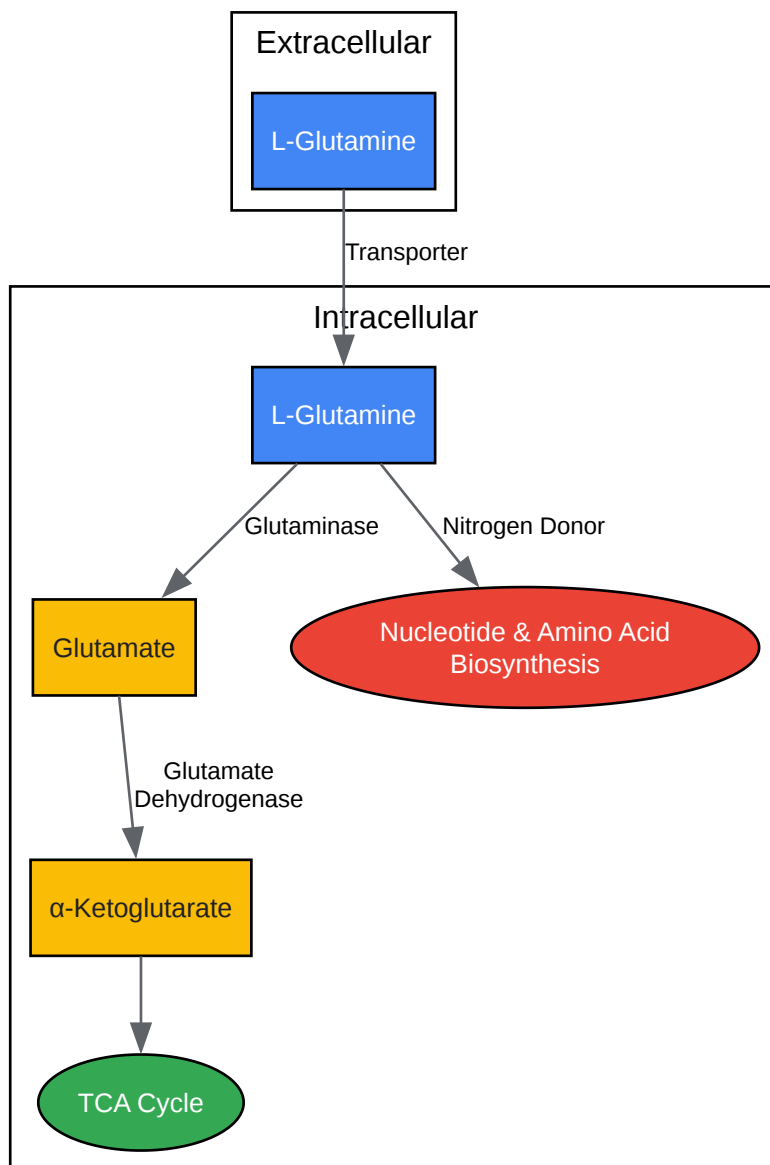 Extracellular
L-Glutamine
Transporter
Intracellular
L-Glutamine
Glutaminase
Nitrogen Donor
Glutamate
Nucleotide & Amino Acid
Biosynthesis
Glutamate
Dehydrogenase
α-Ketoglutarate
TCA Cycle